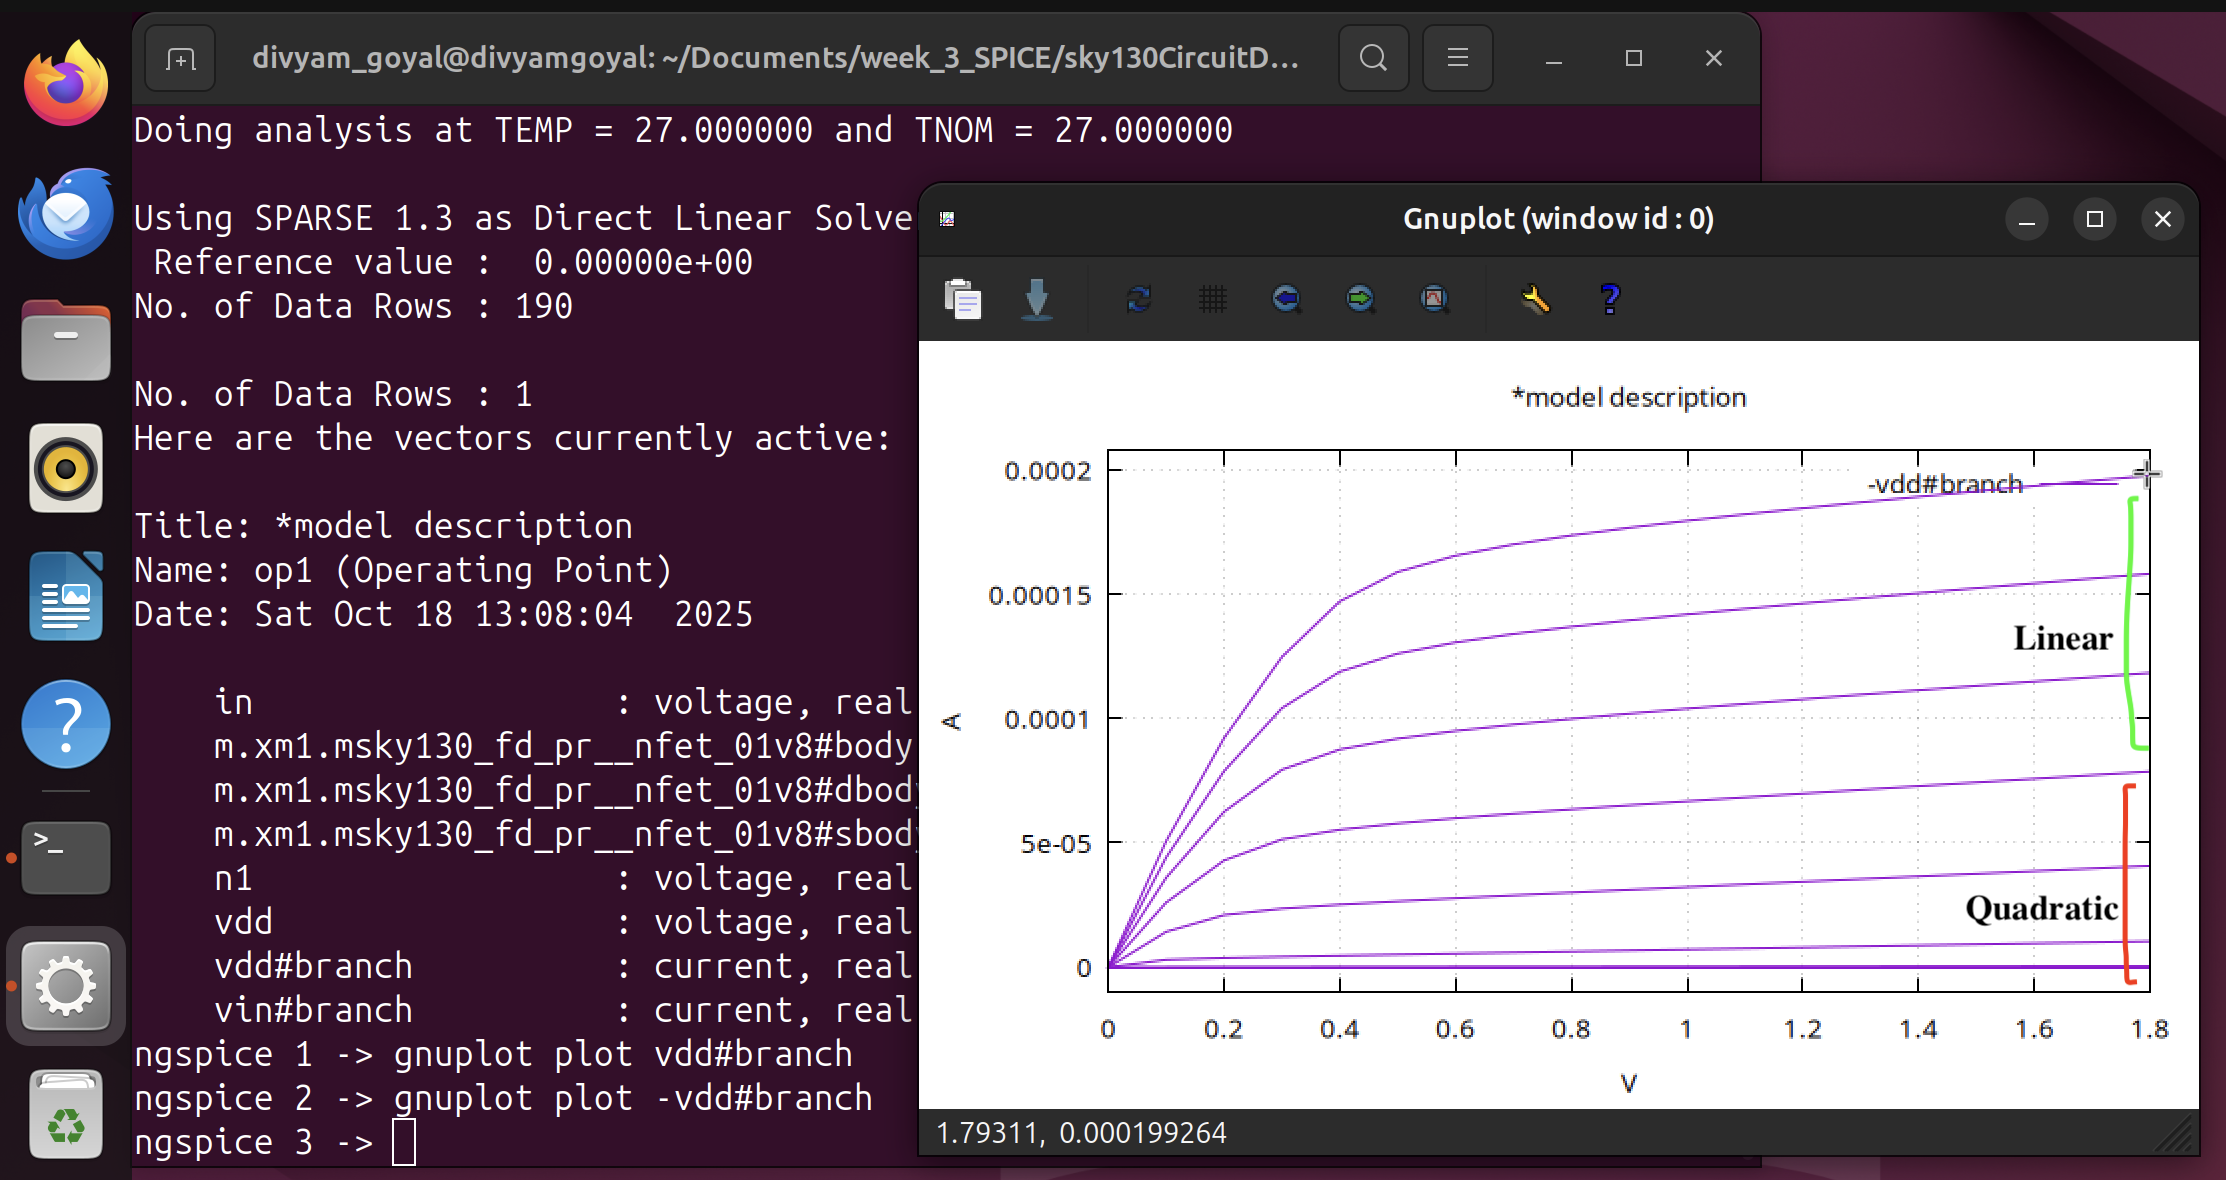 divyam_goyal@divyamgoyal: ~/Documents/week_3_SPICE/sky130CircuitD...
Doing analysis at TEMP = 27.000000 and TNOM = 27.000000
Using SPARSE 1.3 as Direct Linear Solve
Reference value :  0.00000e+00
No. of Data Rows : 190
No. of Data Rows : 1
Here are the vectors currently active:
Title: *model description
Name: op1 (Operating Point)
Date: Sat Oct 18 13:08:04  2025
in : voltage, real
m.xm1.msky130_fd_pr__nfet_01v8#body
m.xm1.msky130_fd_pr__nfet_01v8#dbody
m.xm1.msky130_fd_pr__nfet_01v8#sbody
n1 : voltage, real
vdd : voltage, real
vdd#branch : current, real
vin#branch : current, real
ngspice 1 -> gnuplot plot vdd#branch
ngspice 2 -> gnuplot plot -vdd#branch
ngspice 3 ->
Gnuplot (window id : 0)
*model description
-vdd#branch
0.0002
0.00015
0.0001
5e-05
0
A
Linear
Quadratic
0 0.2 0.4 0.6 0.8 1 1.2 1.4 1.6 1.8
V
1.79311, 0.000199264